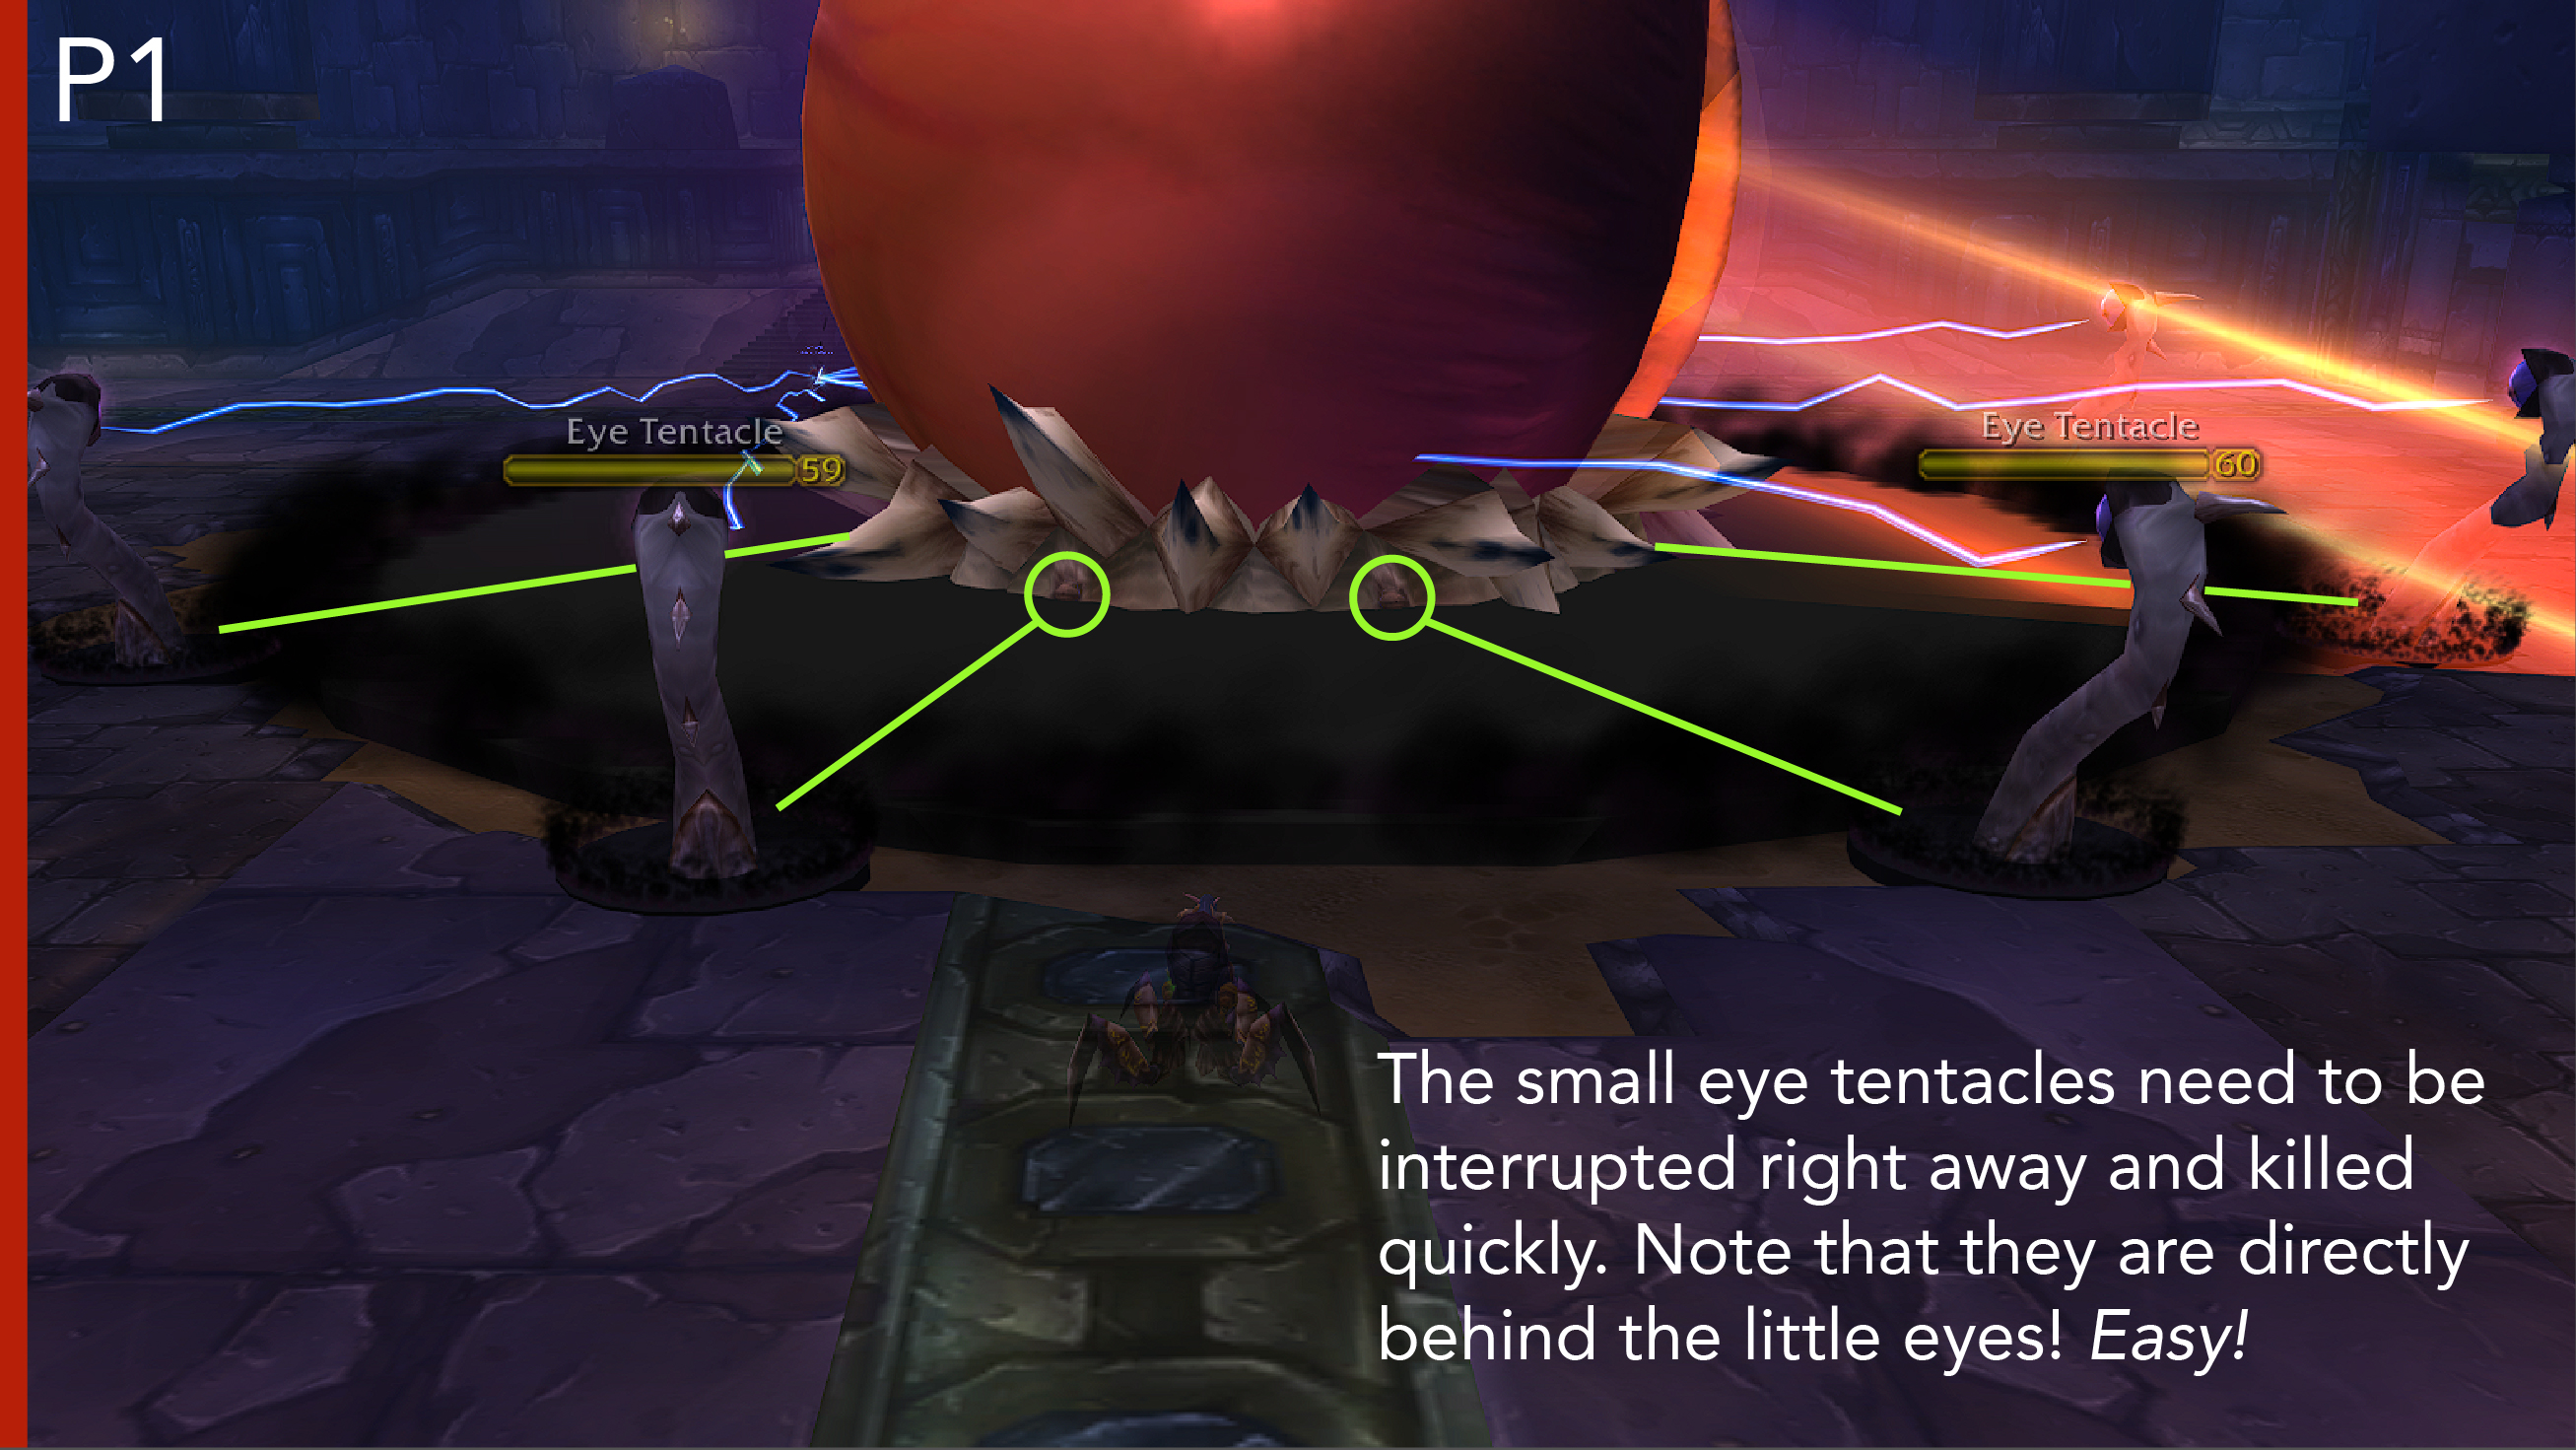 P1
Eye Tentacle
59
Eye Tentacle
60
The small eye tentacles need to be
interrupted right away and killed
quickly. Note that they are directly
behind the little eyes! Easy!